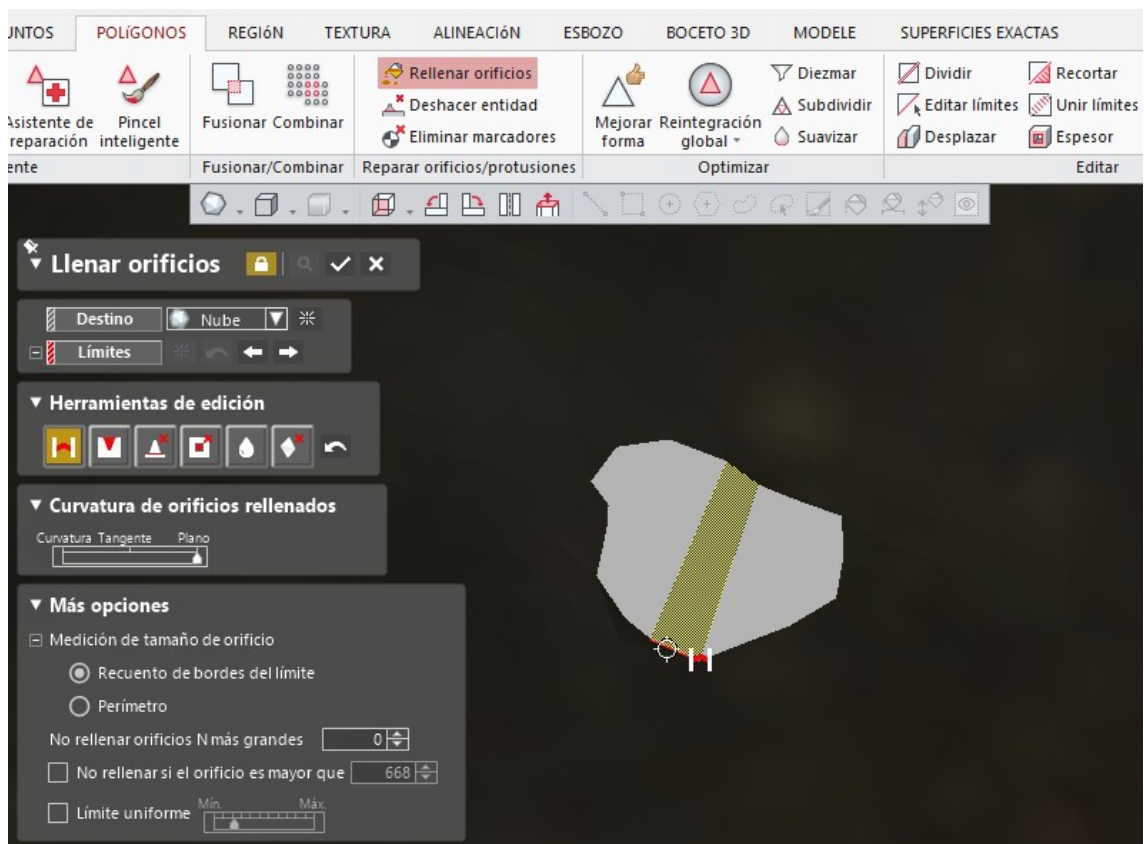 JNTOS POLíGONOS REGIóN TEXTURA ALINEACIóN ESBOZO BOCETO 3D MODELE SUPERFICIES EXACTAS
Rellenar orificios Diezmar Dividir Recortar
Deshacer entidad Subdividir Editar límites Unir límites
Asistente de reparación Pincel inteligente Fusionar Combinar Eliminar marcadores Mejorar forma Reintegración global Suavizar Desplazar Espesor
ente Fusionar/Combinar Reparar orificios/protusiones Optimizar Editar
Llenar orificios
Destino Nube
Límites
Herramientas de edición
Curvatura de orificios rellenados
Curvatura Tangente Plano
Más opciones
Medición de tamaño de orificio
Recuento de bordes del límite
Perímetro
No rellenar orificios N más grandes 0
No rellenar si el orificio es mayor que 668
Límite uniforme Mín. Máx.